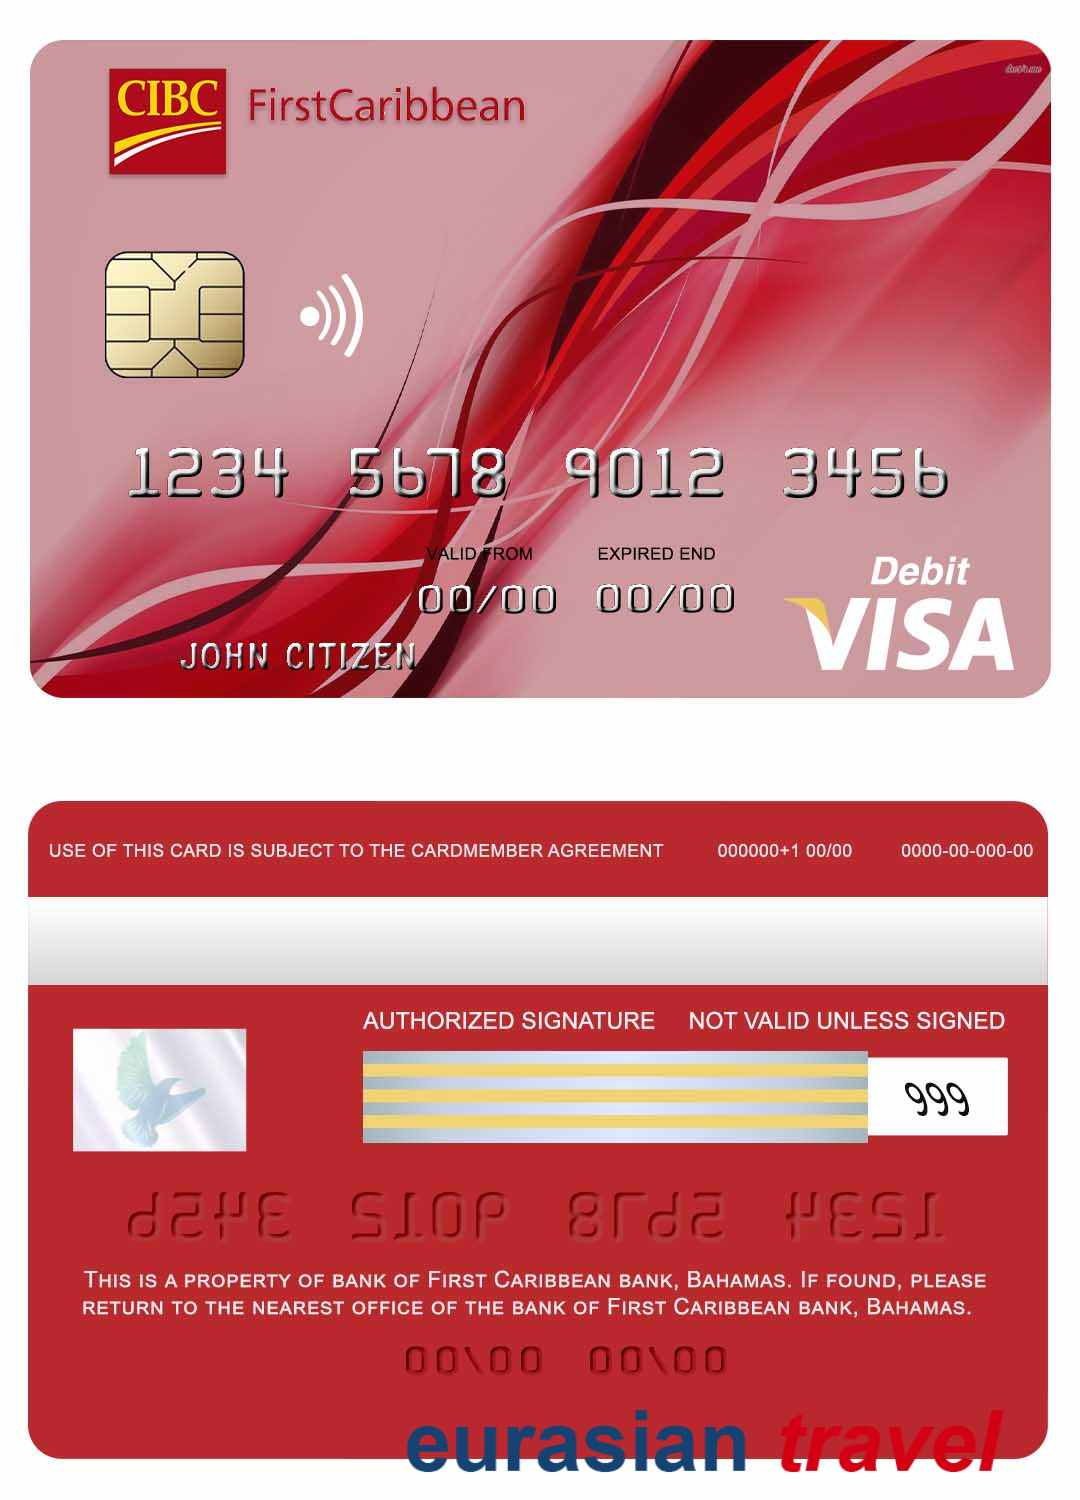 CIBC FirstCaribbean
1234 5678 9012 3456
VALID FROM EXPIRED END
00/00 00/00
Debit
VISA
JOHN CITIZEN
USE OF THIS CARD IS SUBJECT TO THE CARDMEMBER AGREEMENT 000000+1 00/00 0000-00-000-00
AUTHORIZED SIGNATURE NOT VALID UNLESS SIGNED
999
THIS IS A PROPERTY OF BANK OF FIRST CARIBBEAN BANK, BAHAMAS. IF FOUND, PLEASE
RETURN TO THE NEAREST OFFICE OF THE BANK OF FIRST CARIBBEAN BANK, BAHAMAS.
00\00 00\00
eurasian travel